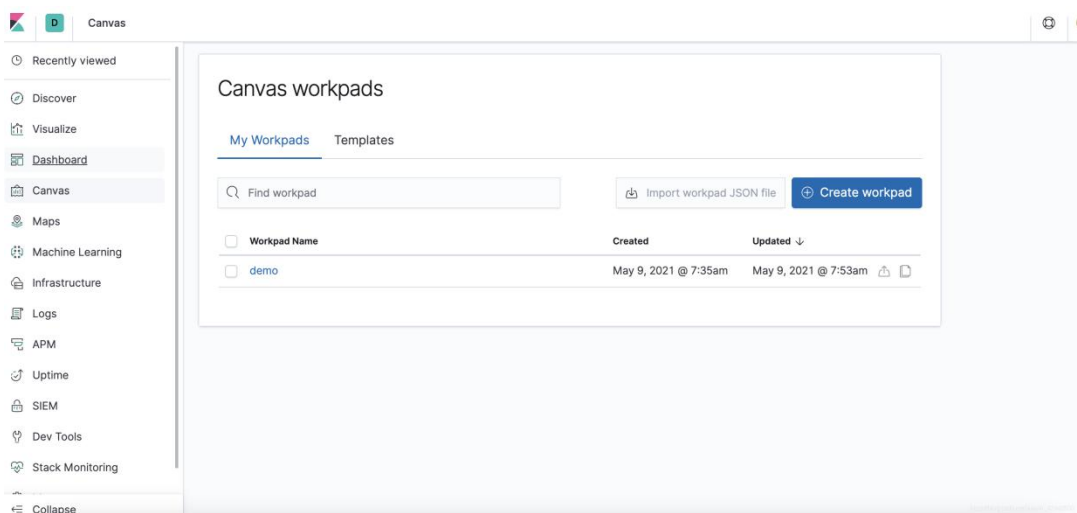 D Canvas
Recently viewed
Discover
Visualize
Dashboard
Canvas
Maps
Machine Learning
Infrastructure
Logs
APM
Uptime
SIEM
Dev Tools
Stack Monitoring
Collapse
Canvas workpads
My Workpads Templates
Find workpad Import workpad JSON file Create workpad
Workpad Name Created Updated
demo May 9, 2021 @ 7:35am May 9, 2021 @ 7:53am